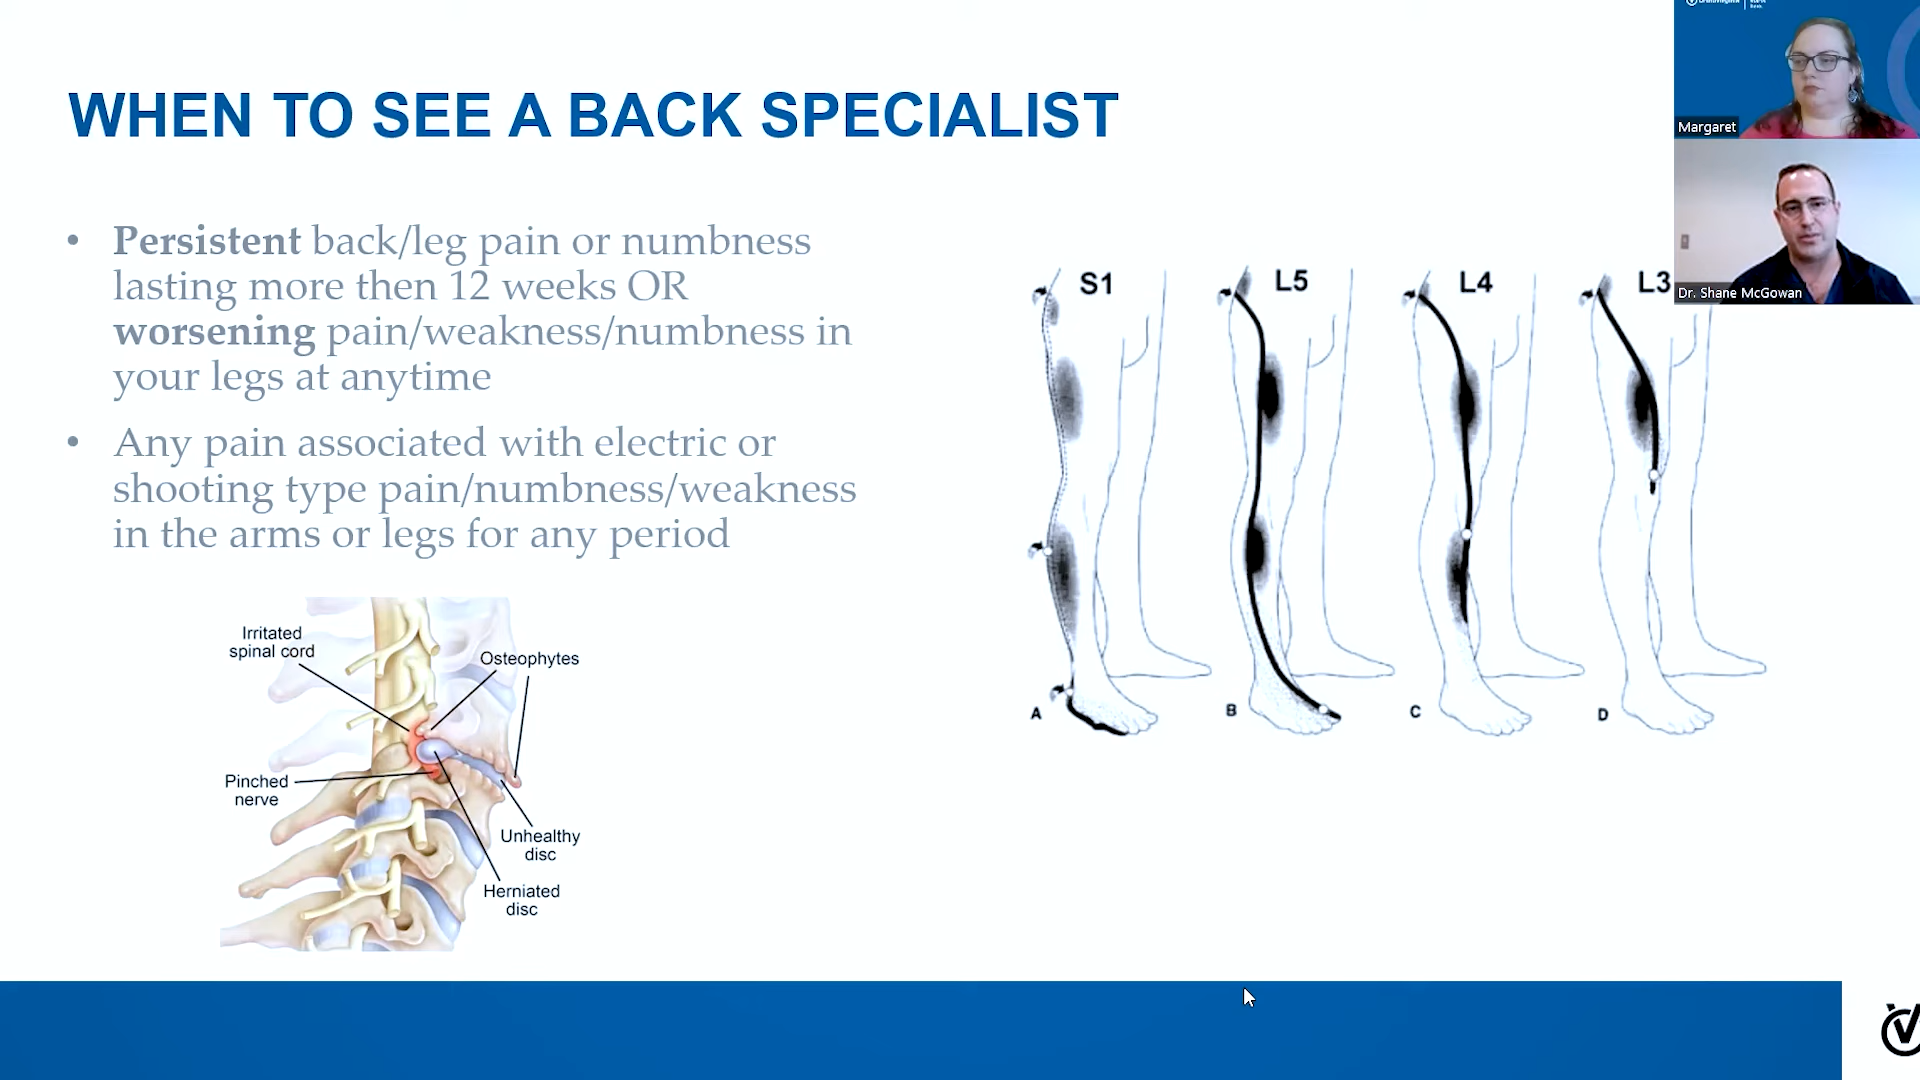 WHEN TO SEE A BACK SPECIALIST
• Persistent back/leg pain or numbness
lasting more then 12 weeks OR
worsening pain/weakness/numbness in
your legs at anytime
• Any pain associated with electric or
shooting type pain/numbness/weakness
in the arms or legs for any period
Irritated
spinal cord
Osteophytes
Pinched
nerve
Unhealthy
disc
Herniated
disc
S1
L5
L4
L3
A
B
C
D
Margaret
Dr. Shane McGowan